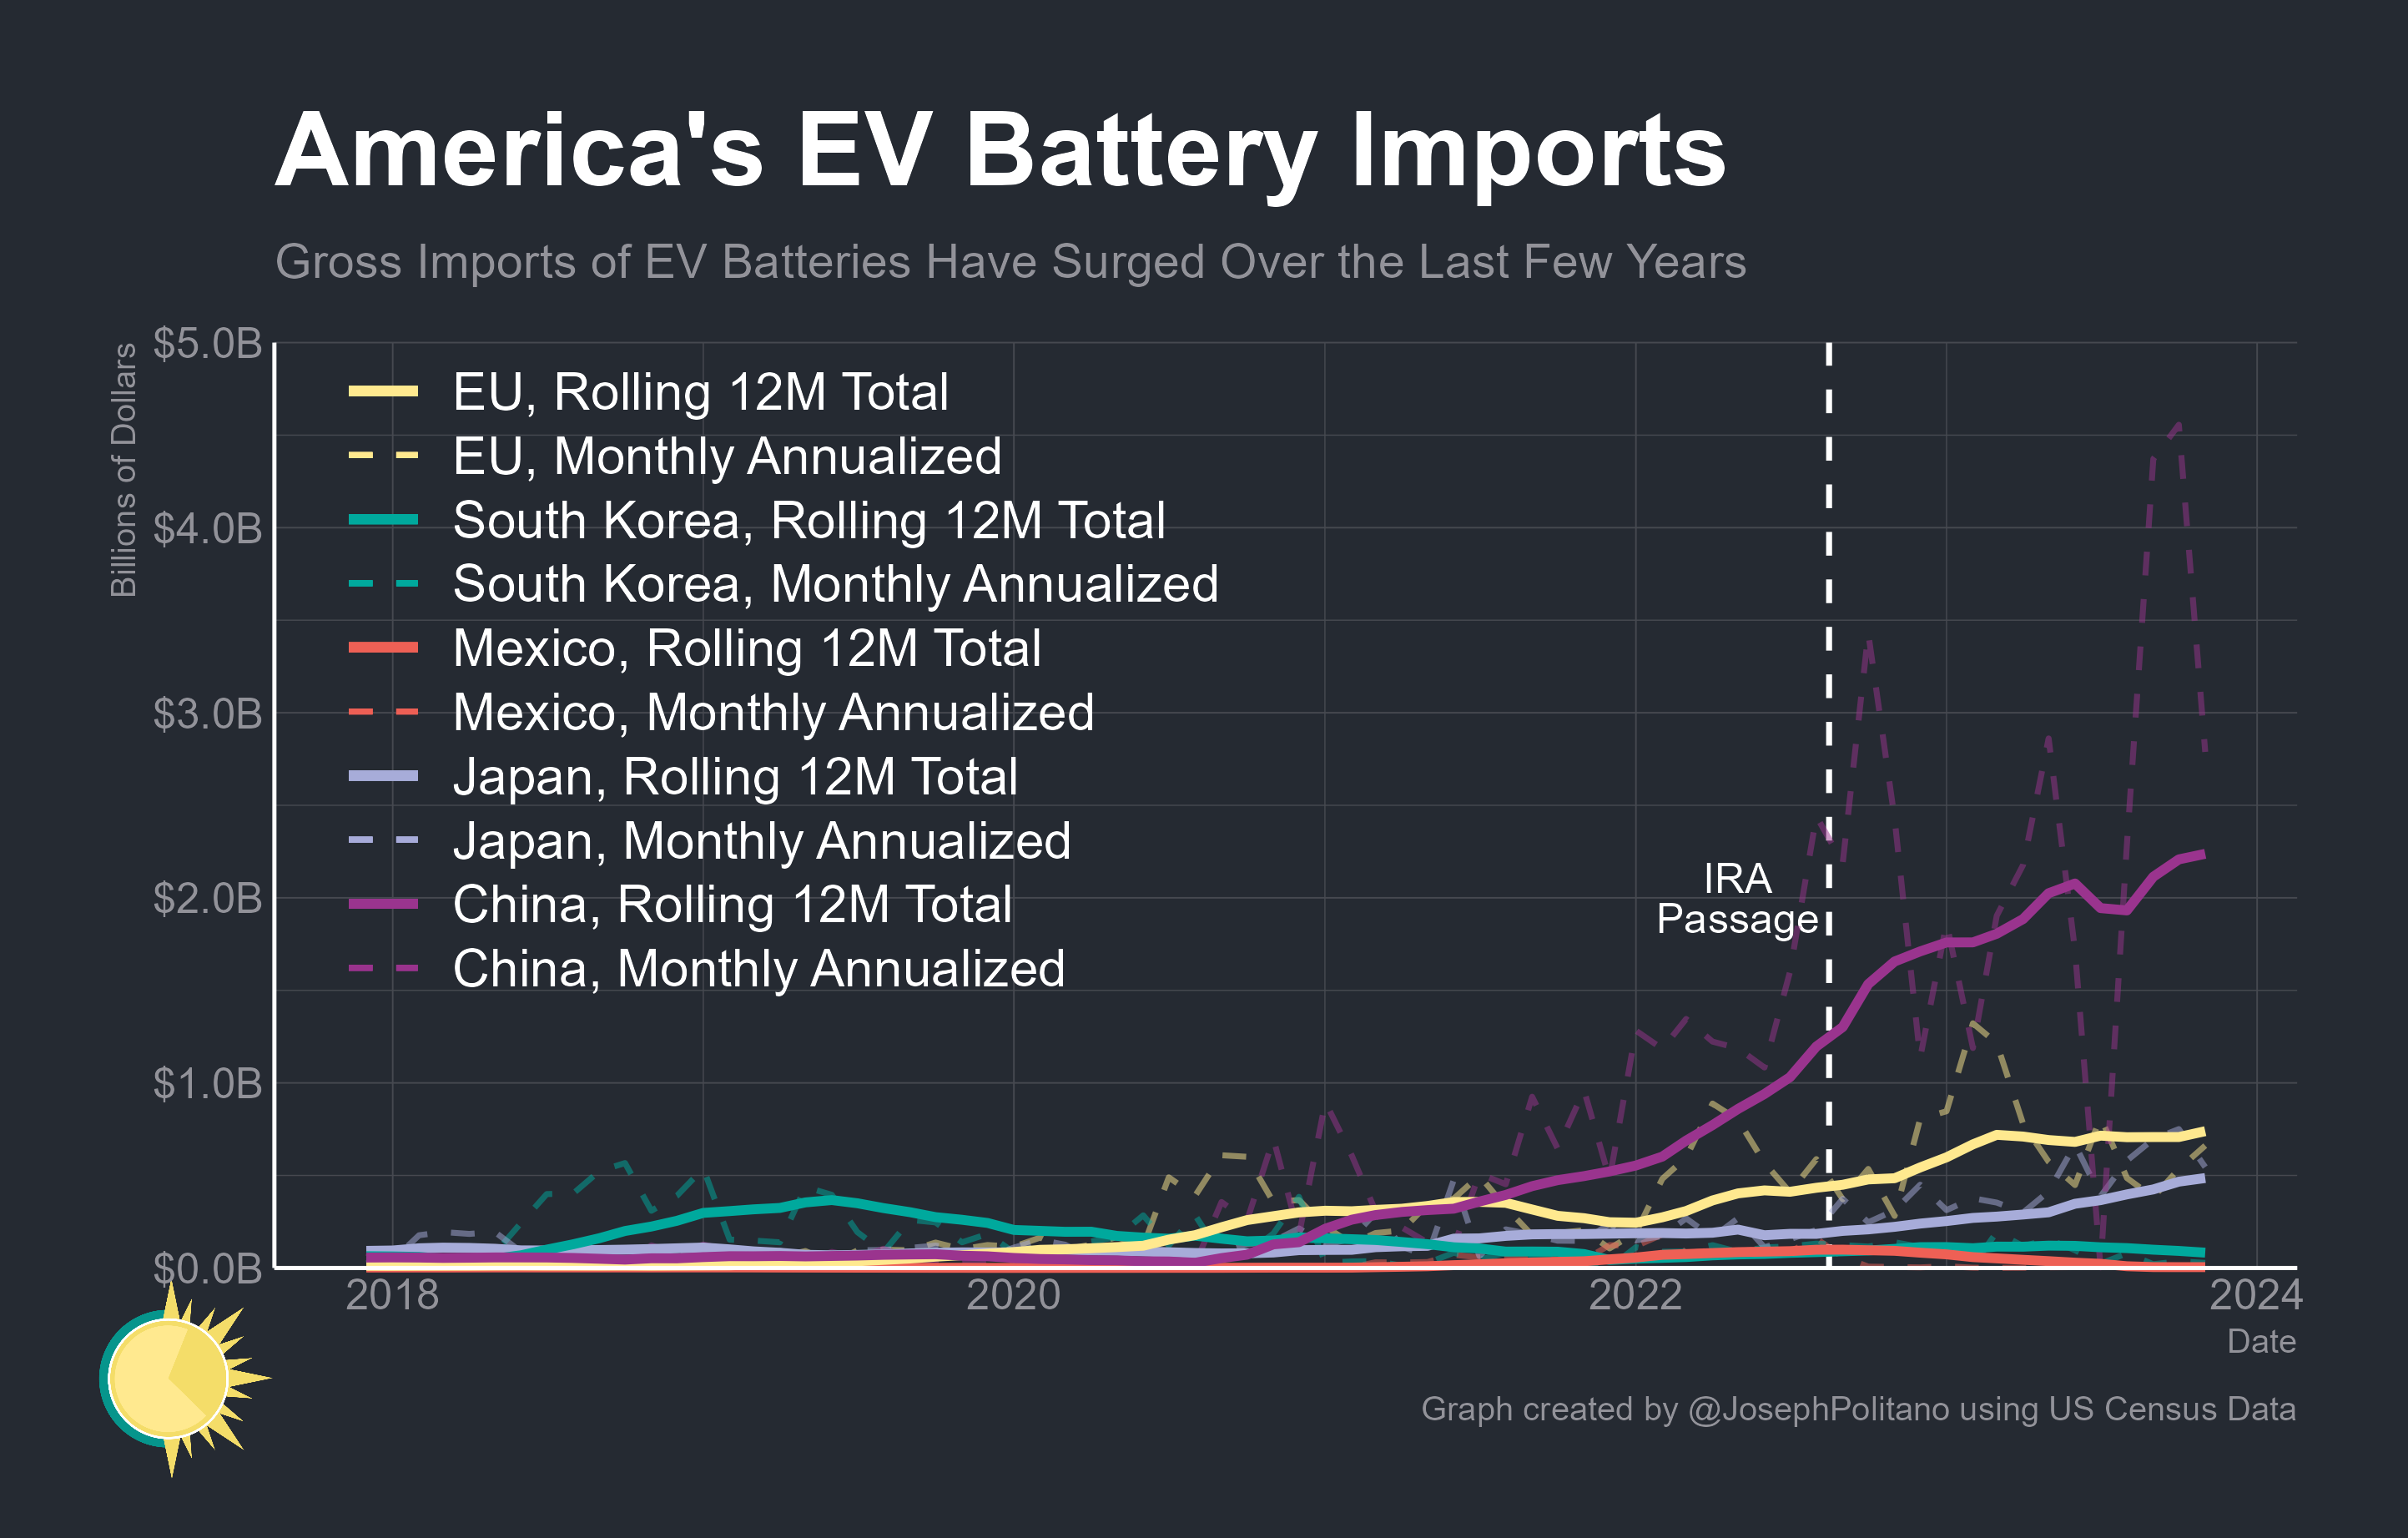 America's EV Battery Imports
Gross Imports of EV Batteries Have Surged Over the Last Few Years
Billions of Dollars
$5.0B
$4.0B
$3.0B
$2.0B
$1.0B
$0.0B
EU, Rolling 12M Total
EU, Monthly Annualized
South Korea, Rolling 12M Total
South Korea, Monthly Annualized
Mexico, Rolling 12M Total
Mexico, Monthly Annualized
Japan, Rolling 12M Total
Japan, Monthly Annualized
China, Rolling 12M Total
China, Monthly Annualized
IRA
Passage
2018
2020
2022
2024
Date
Graph created by @JosephPolitano using US Census Data